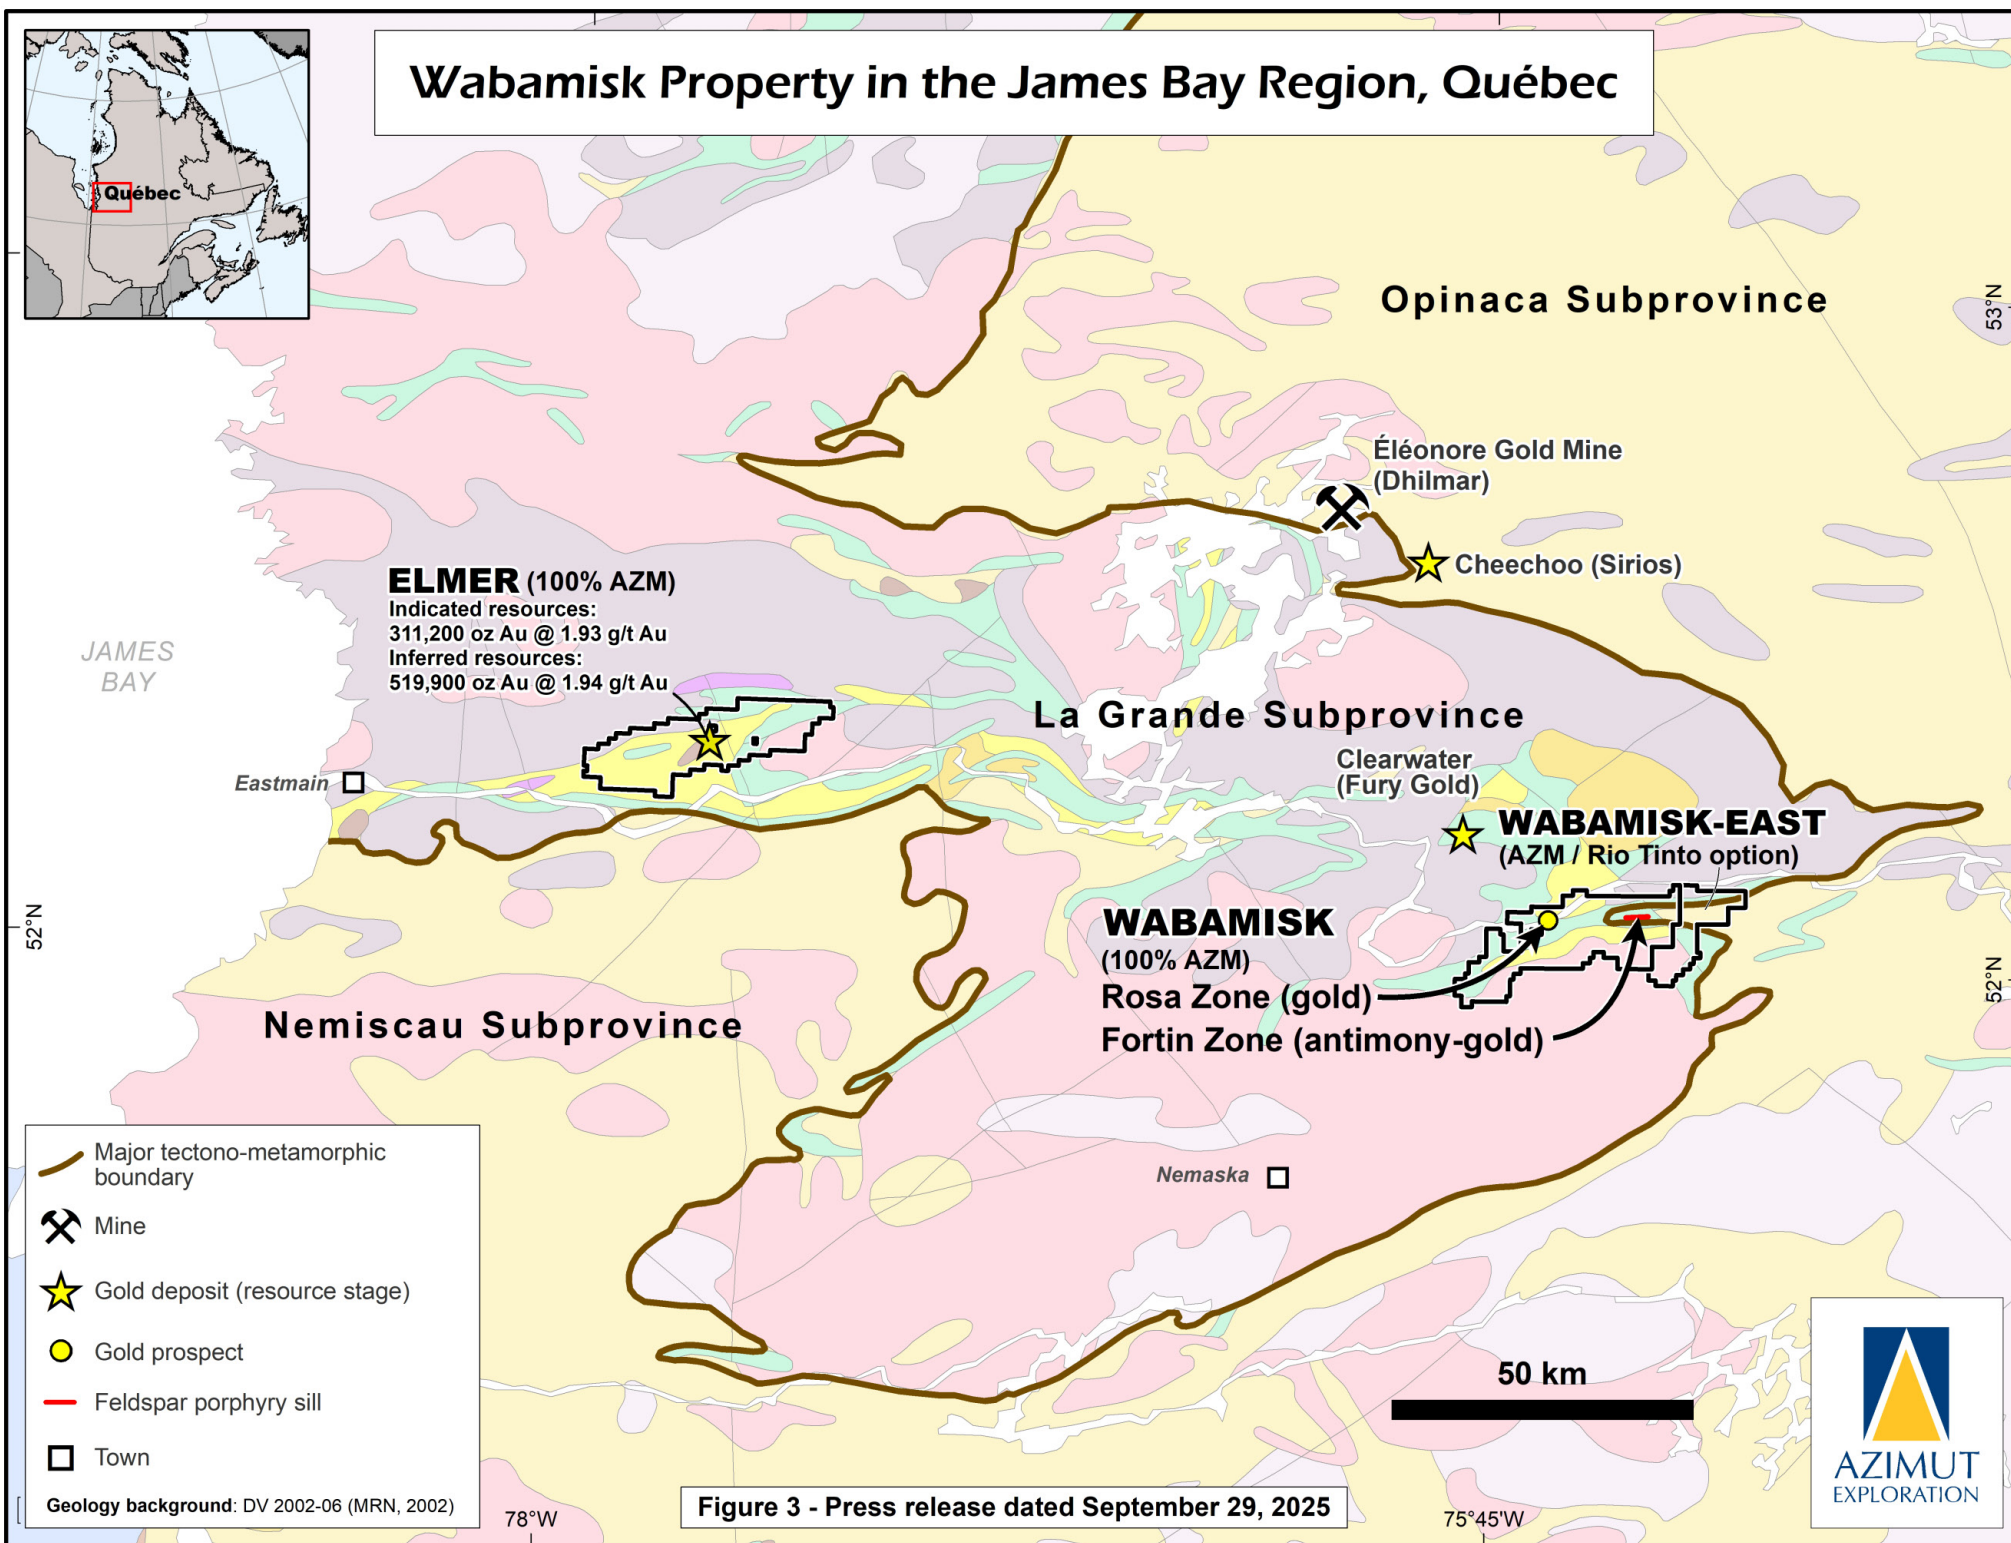 Wabamisk Property in the James Bay Region, Québec
Québec
Opinaca Subprovince
53°N
Éléonore Gold Mine
(Dhilmar)
Cheechoo (Sirios)
ELMER (100% AZM)
Indicated resources:
311,200 oz Au @ 1.93 g/t Au
Inferred resources:
519,900 oz Au @ 1.94 g/t Au
JAMES
BAY
La Grande Subprovince
Eastmain
Clearwater
(Fury Gold)
WABAMISK-EAST
(AZM / Rio Tinto option)
52°N
WABAMISK
(100% AZM)
Rosa Zone (gold)
Fortin Zone (antimony-gold)
52°N
Nemiscau Subprovince
Nemaska
Major tectono-metamorphic
boundary
Mine
Gold deposit (resource stage)
Gold prospect
Feldspar porphyry sill
Town
Geology background: DV 2002-06 (MRN, 2002)
50 km
78°W
Figure 3 - Press release dated September 29, 2025
75°45'W
AZIMUT
EXPLORATION